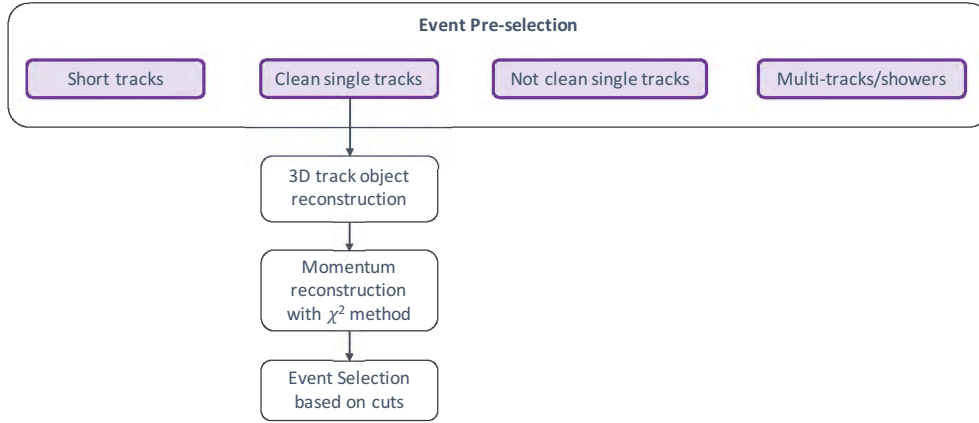 Event Pre-selection
Short tracks
Clean single tracks
Not clean single tracks
Multi-tracks/showers
3D track object
reconstruction
Momentum
reconstruction
with χ² method
Event Selection
based on cuts